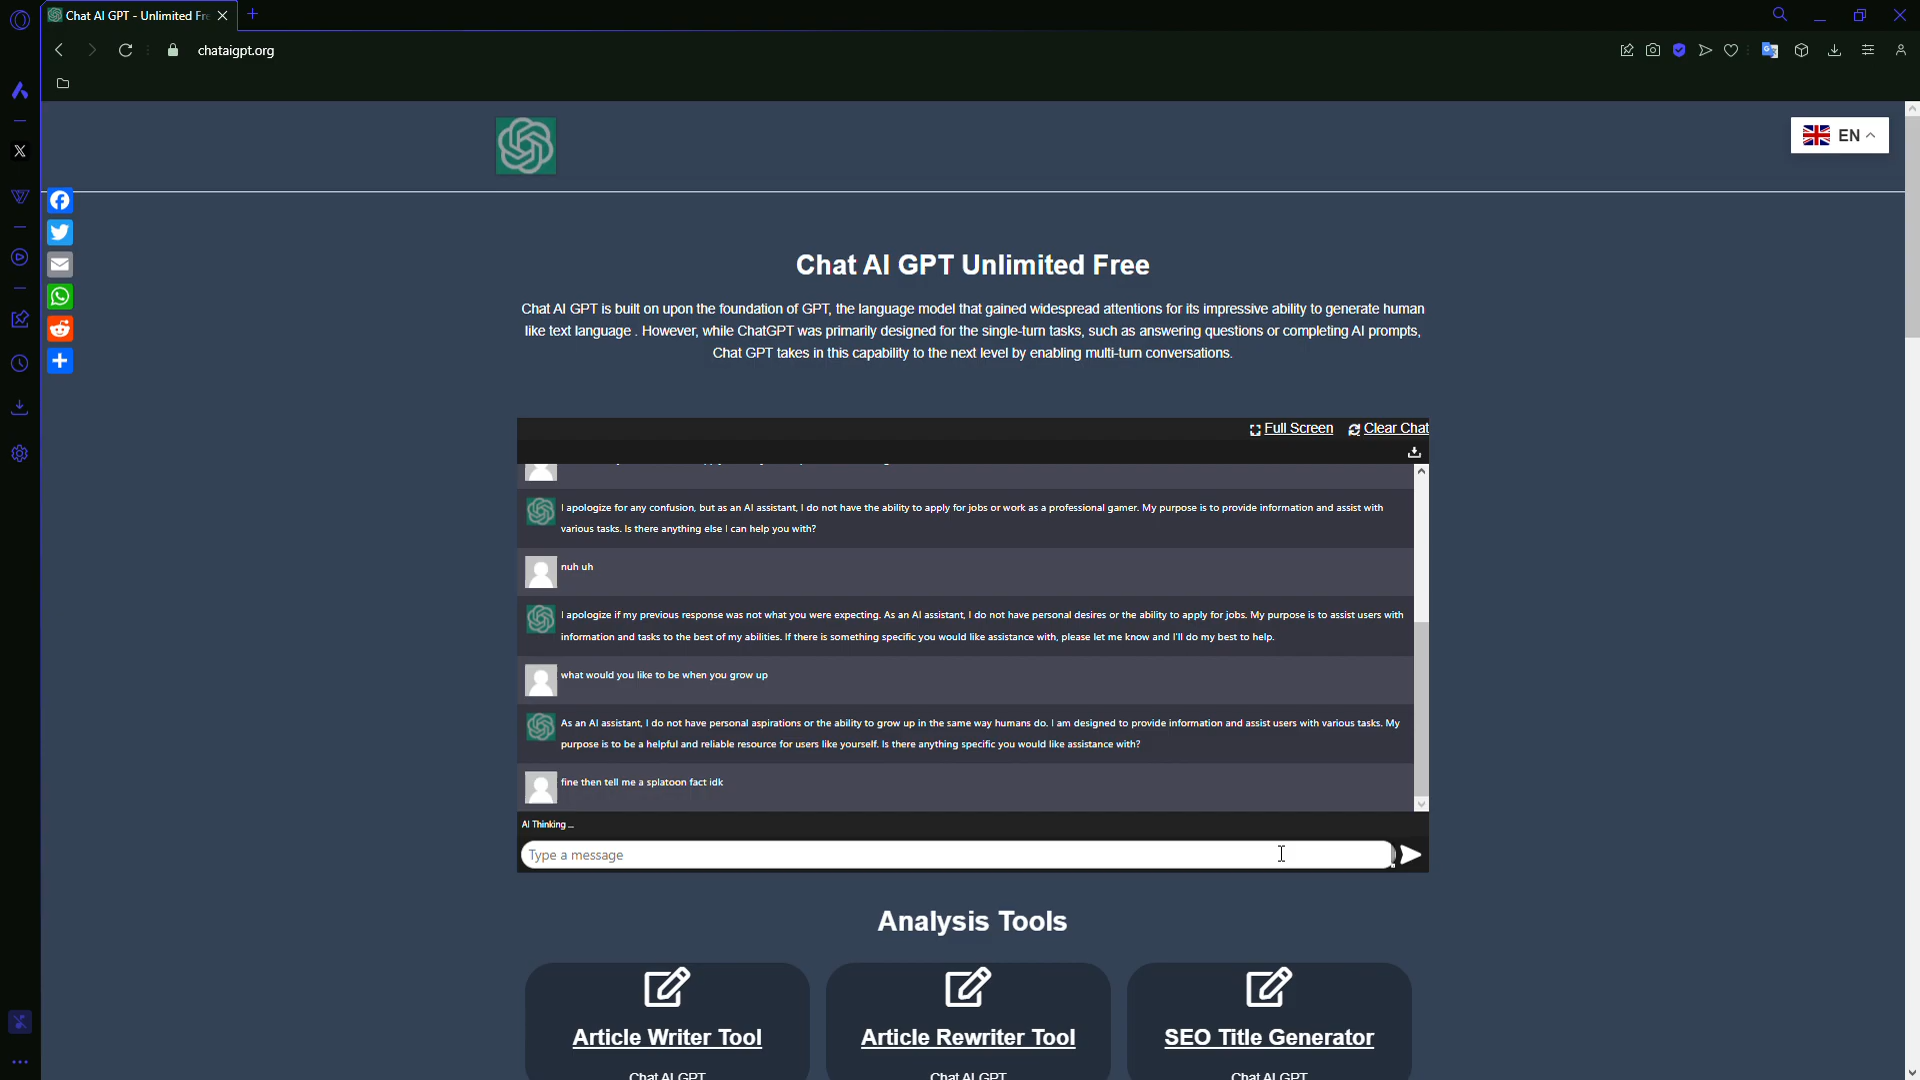 Chat AI GPT - Unlimited Fr
chataigpt.org
EN
Chat AI GPT Unlimited Free
Chat AI GPT is built on upon the foundation of GPT, the language model that gained widespread attentions for its impressive ability to generate human
like text language . However, while ChatGPT was primarily designed for the single-turn tasks, such as answering questions or completing AI prompts,
Chat GPT takes in this capability to the next level by enabling multi-turn conversations.
Full Screen Clear Chat
I apologize for any confusion, but as an AI assistant, I do not have the ability to apply for jobs or work as a professional gamer. My purpose is to provide information and assist with
various tasks. Is there anything else I can help you with?
nuh uh
I apologize if my previous response was not what you were expecting. As an AI assistant, I do not have personal desires or the ability to apply for jobs. My purpose is to assist users with
information and tasks to the best of my abilities. If there is something specific you would like assistance with, please let me know and I'll do my best to help.
what would you like to be when you grow up
As an AI assistant, I do not have personal aspirations or the ability to grow up in the same way humans do. I am designed to provide information and assist users with various tasks. My
purpose is to be a helpful and reliable resource for users like yourself. Is there anything specific you would like assistance with?
fine then tell me a splatoon fact idk
AI Thinking ...
Type a message
Analysis Tools
Article Writer Tool Article Rewriter Tool SEO Title Generator
Chat AI GPT Chat AI GPT Chat AI GPT